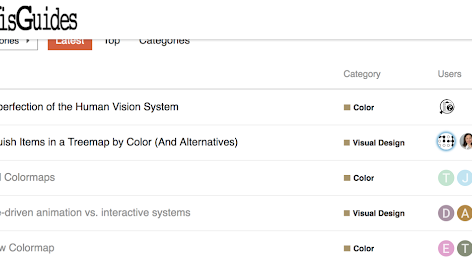 isGuides
ories Latest Top Categories
Category Users
perfection of the Human Vision System Color
uish Items in a Treemap by Color (And Alternatives) Visual Design
Colormaps Color T J
-driven animation vs. interactive systems Visual Design D A
w Colormap Color E T